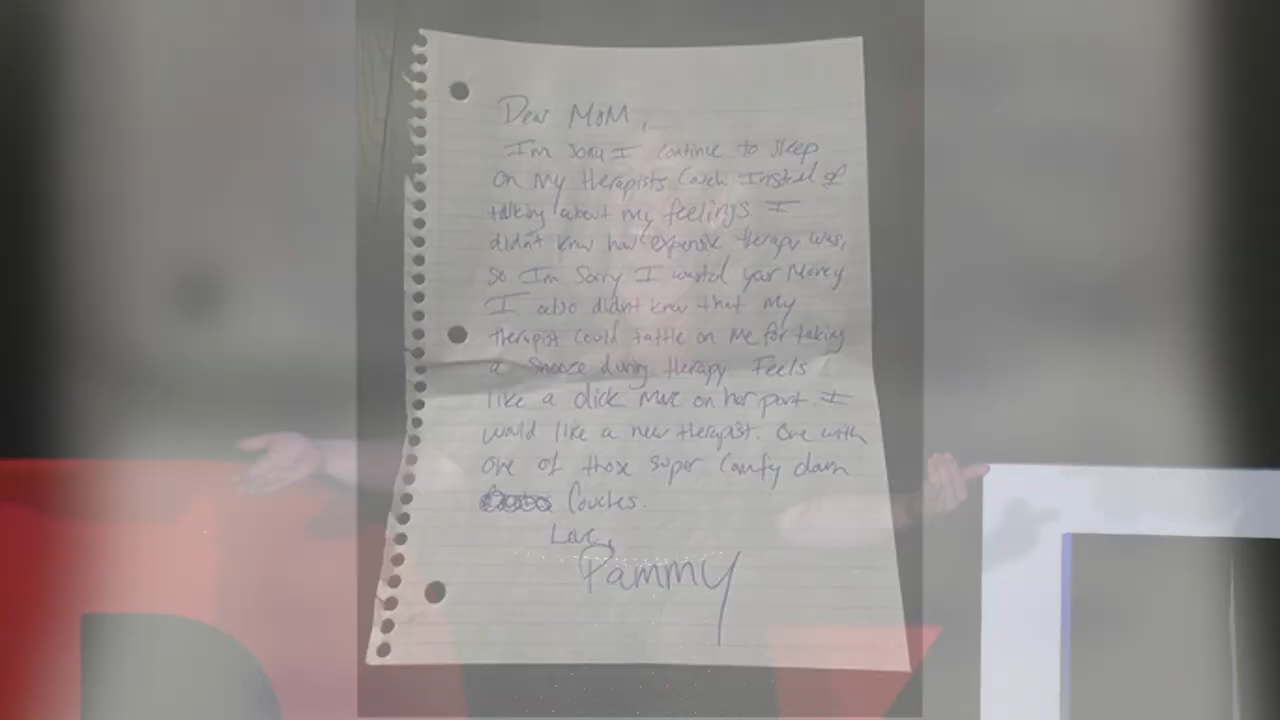 Dear MOM,
I'm sorry I continue to sleep
on my therapists couch Instead of
talking about my feelings I
didn't know how expensive therapy was,
so I'm sorry I wasted your money.
I also didn't know that my
therapist could tattle on me for taking
a snooze during therapy Feels
like a dick move on her part. I
would like a new therapist. One with
one of those super comfy down
Couches.
Love,
Pammy